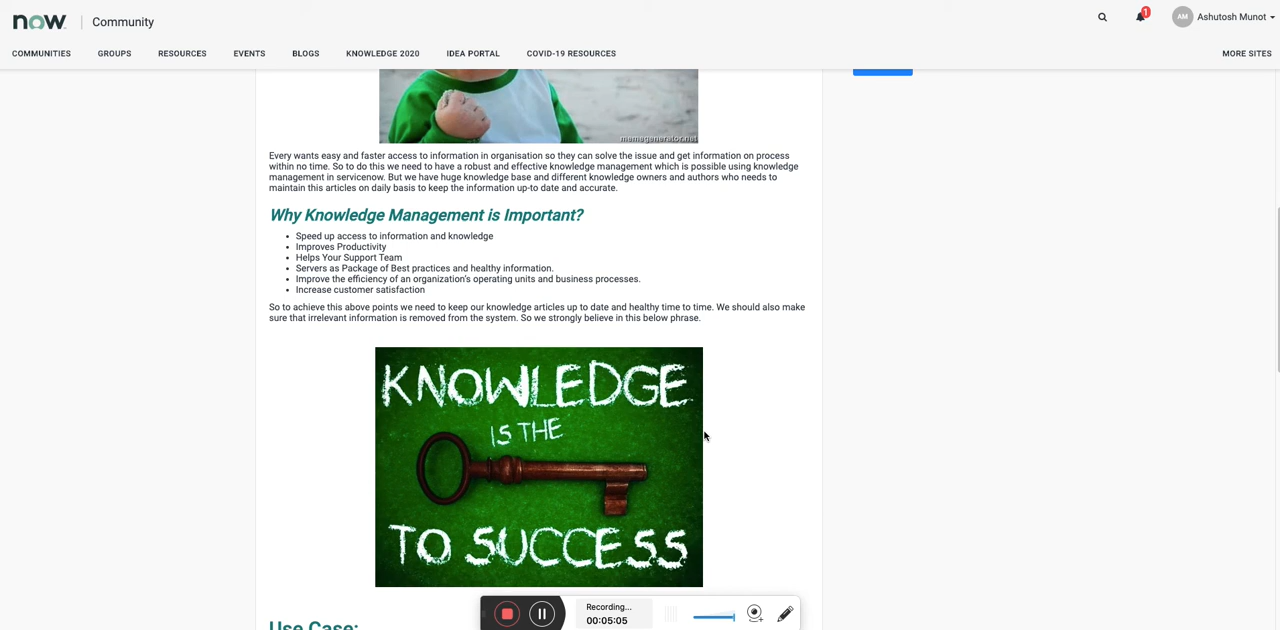 now
Community
1
AM
Ashutosh Munot
COMMUNITIES
GROUPS
RESOURCES
EVENTS
BLOGS
KNOWLEDGE 2020
IDEA PORTAL
COVID-19 RESOURCES
MORE SITES
memegenerator.net
Every wants easy and faster access to information in organisation so they can solve the issue and get information on process
within no time. So to do this we need to have a robust and effective knowledge management which is possible using knowledge
management in servicenow. But we have huge knowledge base and different knowledge owners and authors who needs to
maintain this articles on daily basis to keep the information up-to date and accurate.
Why Knowledge Management is Important?
Speed up access to information and knowledge
Improves Productivity
Helps Your Support Team
Servers as Package of Best practices and healthy information.
Improve the efficiency of an organization's operating units and business processes.
Increase customer satisfaction
So to achieve this above points we need to keep our knowledge articles up to date and healthy time to time. We should also make
sure that irrelevant information is removed from the system. So we strongly believe in this below phrase.
KNOWLEDGE
IS THE
TO SUCCESS
Recording...
00:05:05
Use Case: